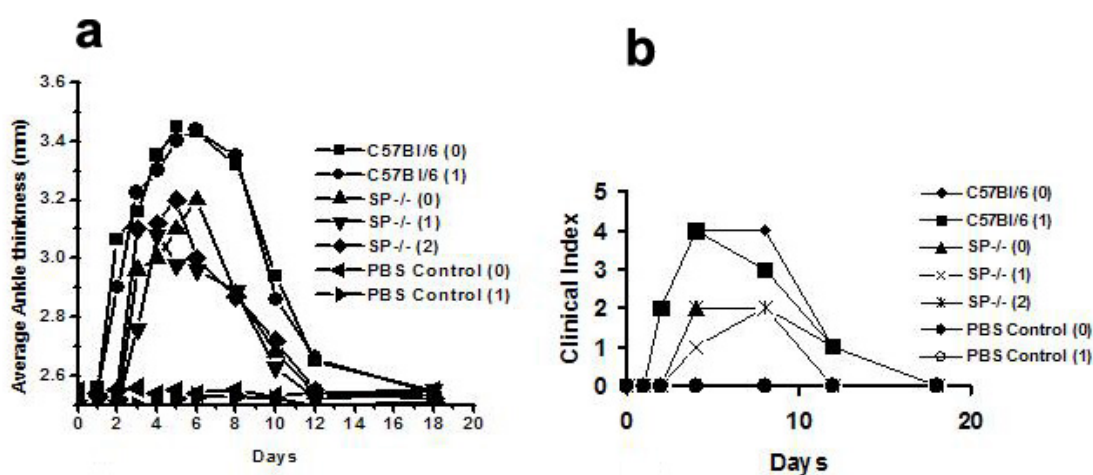 a
Average Ankle thinkness (mm)
3.6
3.4
3.2
3.0
2.8
2.6
0 2 4 6 8 10 12 14 16 18 20
Days
C57Bl/6 (0)
C57Bl/6 (1)
SP-/- (0)
SP-/- (1)
SP-/- (2)
PBS Control (0)
PBS Control (1)
b
Clinical Index
5
4
3
2
1
0
0 10 20
Days
C57Bl/6 (0)
C57Bl/6 (1)
SP-/- (0)
SP-/- (1)
SP-/- (2)
PBS Control (0)
PBS Control (1)